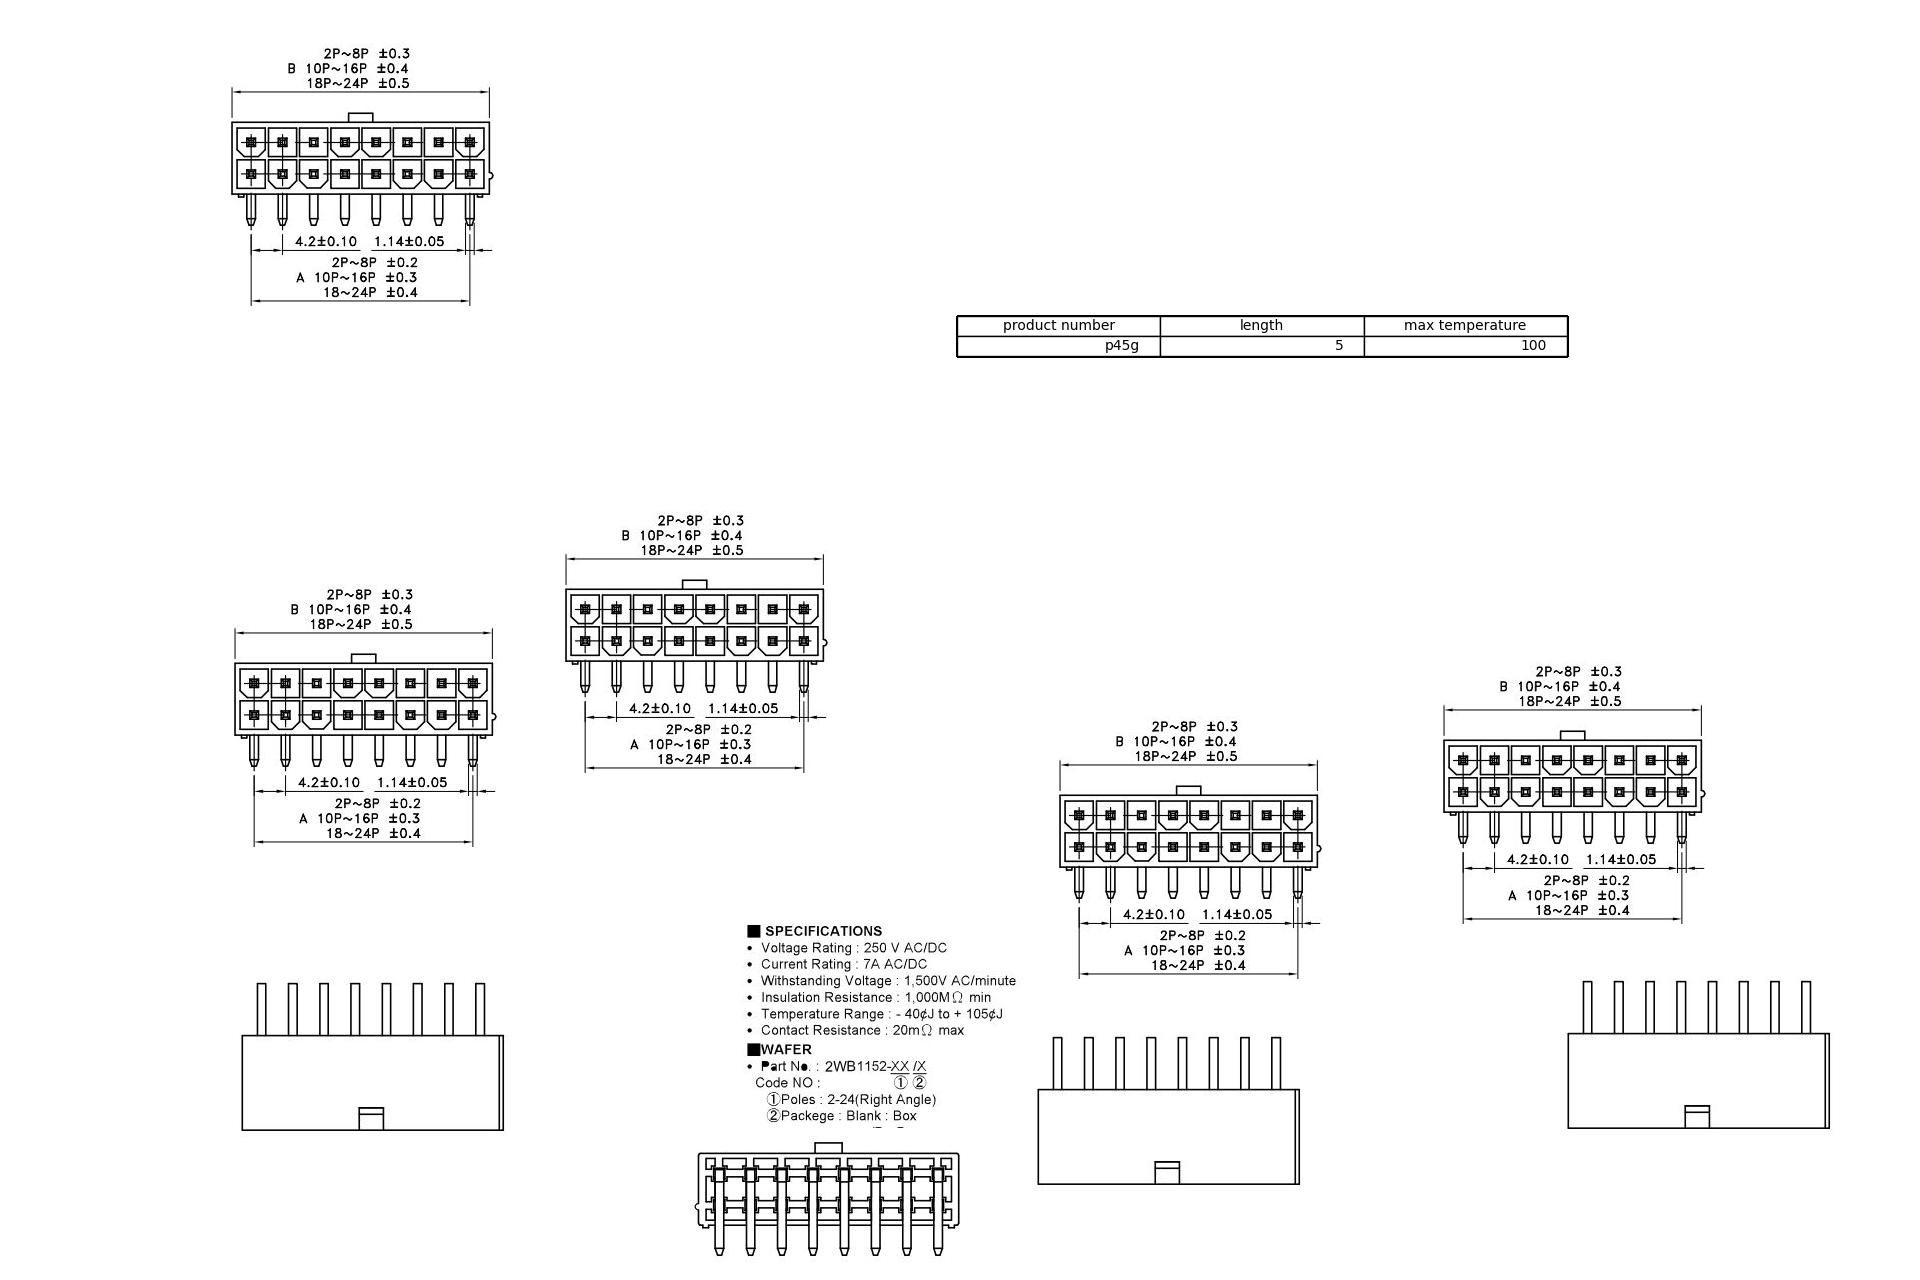 2P~8P ±0.3
B 10P~16P ±0.4
18P~24P ±0.5
4.2±0.10 1.14±0.05
2P~8P ±0.2
A 10P~16P ±0.3
18~24P ±0.4
product number length max temperature
p45g 5 100
2P~8P ±0.3
B 10P~16P ±0.4
18P~24P ±0.5
4.2±0.10 1.14±0.05
2P~8P ±0.2
A 10P~16P ±0.3
18~24P ±0.4
2P~8P ±0.3
B 10P~16P ±0.4
18P~24P ±0.5
4.2±0.10 1.14±0.05
2P~8P ±0.2
A 10P~16P ±0.3
18~24P ±0.4
2P~8P ±0.3
B 10P~16P ±0.4
18P~24P ±0.5
4.2±0.10 1.14±0.05
2P~8P ±0.2
A 10P~16P ±0.3
18~24P ±0.4
2P~8P ±0.3
B 10P~16P ±0.4
18P~24P ±0.5
4.2±0.10 1.14±0.05
2P~8P ±0.2
A 10P~16P ±0.3
18~24P ±0.4
■ SPECIFICATIONS
• Voltage Rating : 250 V AC/DC
• Current Rating : 7A AC/DC
• Withstanding Voltage : 1,500V AC/minute
• Insulation Resistance : 1,000MΩ min
• Temperature Range : - 40¢J to + 105¢J
• Contact Resistance : 20mΩ max
■WAFER
• Part No. : 2WB1152-XX /X
Code NO : ① ②
①Poles : 2-24(Right Angle)
②Packege : Blank : Box